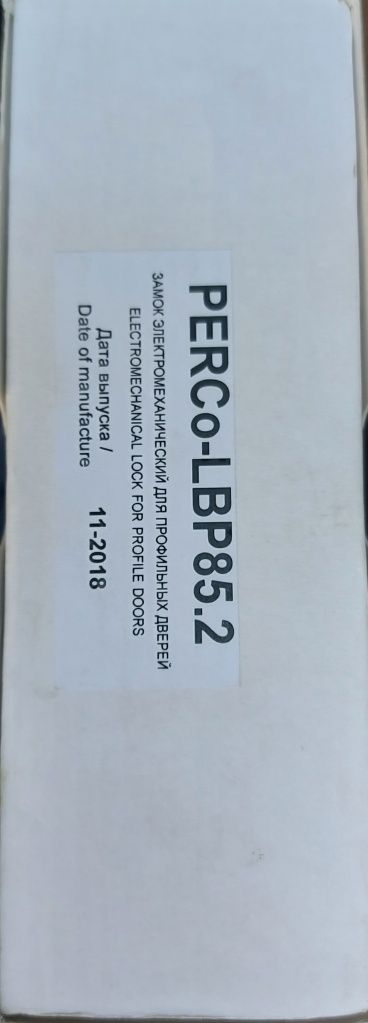 PERCo-LBP85.2
ЗАМОК ЭЛЕКТРОМЕХАНИЧЕСКИЙ ДЛЯ ПРОФИЛЬНЫХ ДВЕРЕЙ
ELECTROMECHANICAL LOCK FOR PROFILE DOORS
Дата выпуска /
Date of manufacture 11-2018